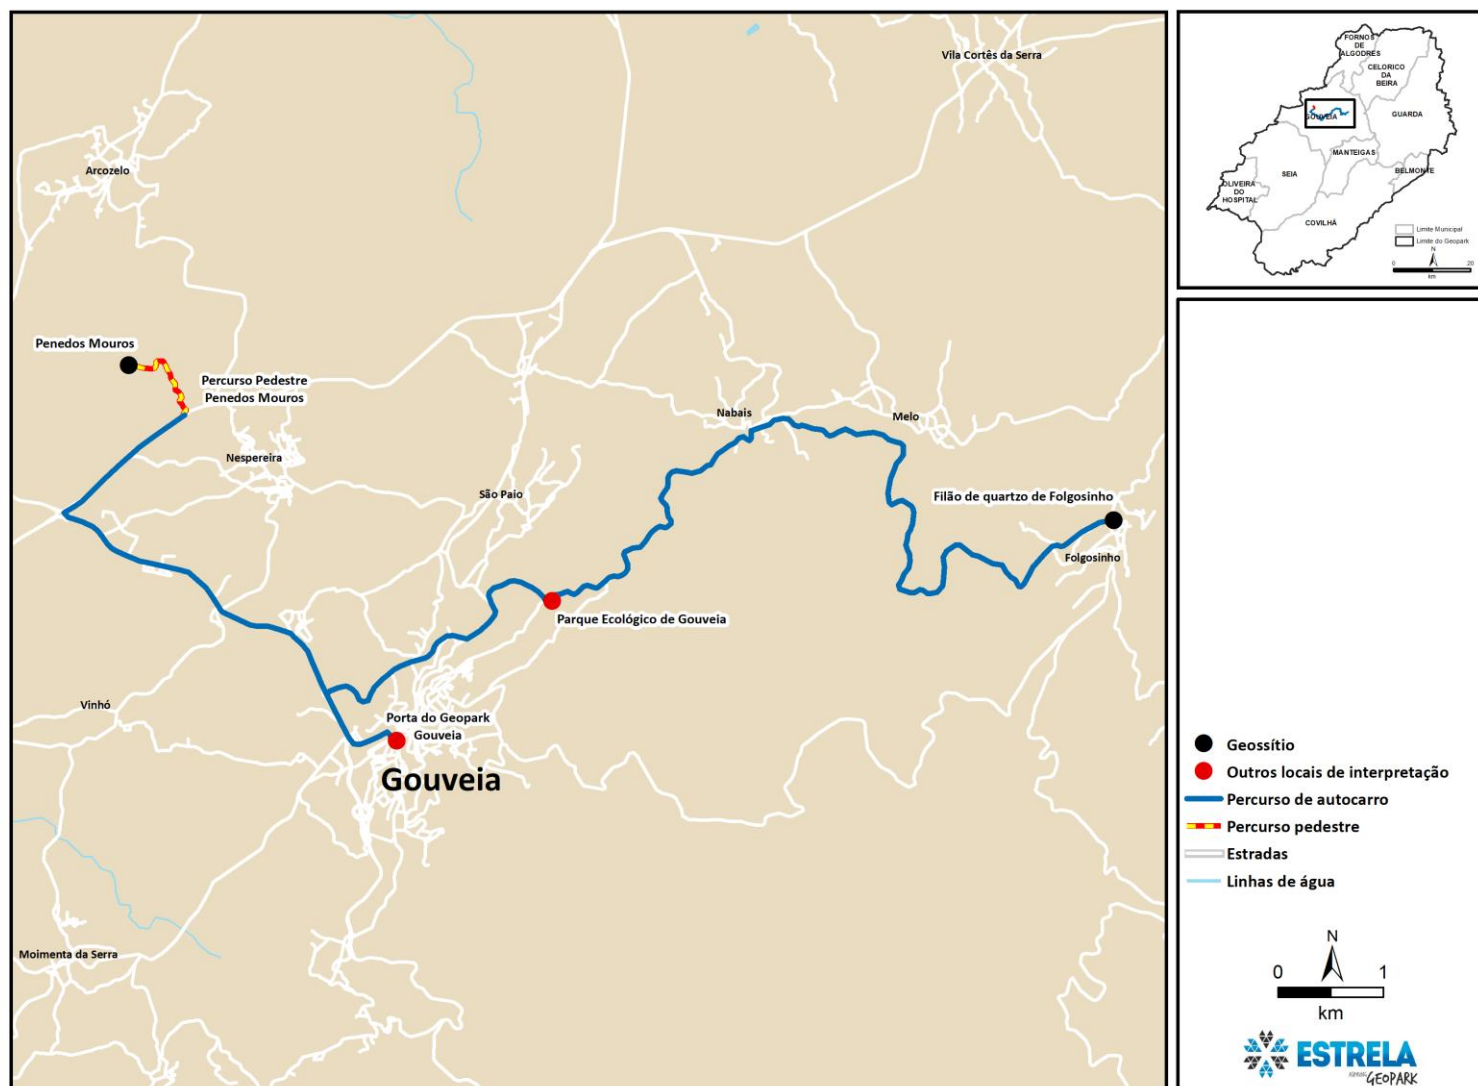 Vila Cortês da Serra
Arcozelo
Penedos Mouros
Percurso Pedestre
Penedos Mouros
Nabais
Melo
Nespereira
São Paio
Filão de quartzo de Folgosinho
Folgosinho
Parque Ecológico de Gouveia
Vinhó
Porta do Geopark
Gouveia
Gouveia
Moimenta da Serra
FORNOS
DE
ALGODRES
CELORICO
DA
BEIRA
GOUVEIA
GUARDA
MANTEIGAS
SEIA
BELMONTE
OLIVEIRA
DO
HOSPITAL
COVILHÃ
Limite Municipal
Limite do Geopark
N
0 20
km
Geossítio
Outros locais de interpretação
Percurso de autocarro
Percurso pedestre
Estradas
Linhas de água
N
0 1
km
ESTRELA
GEOPARK